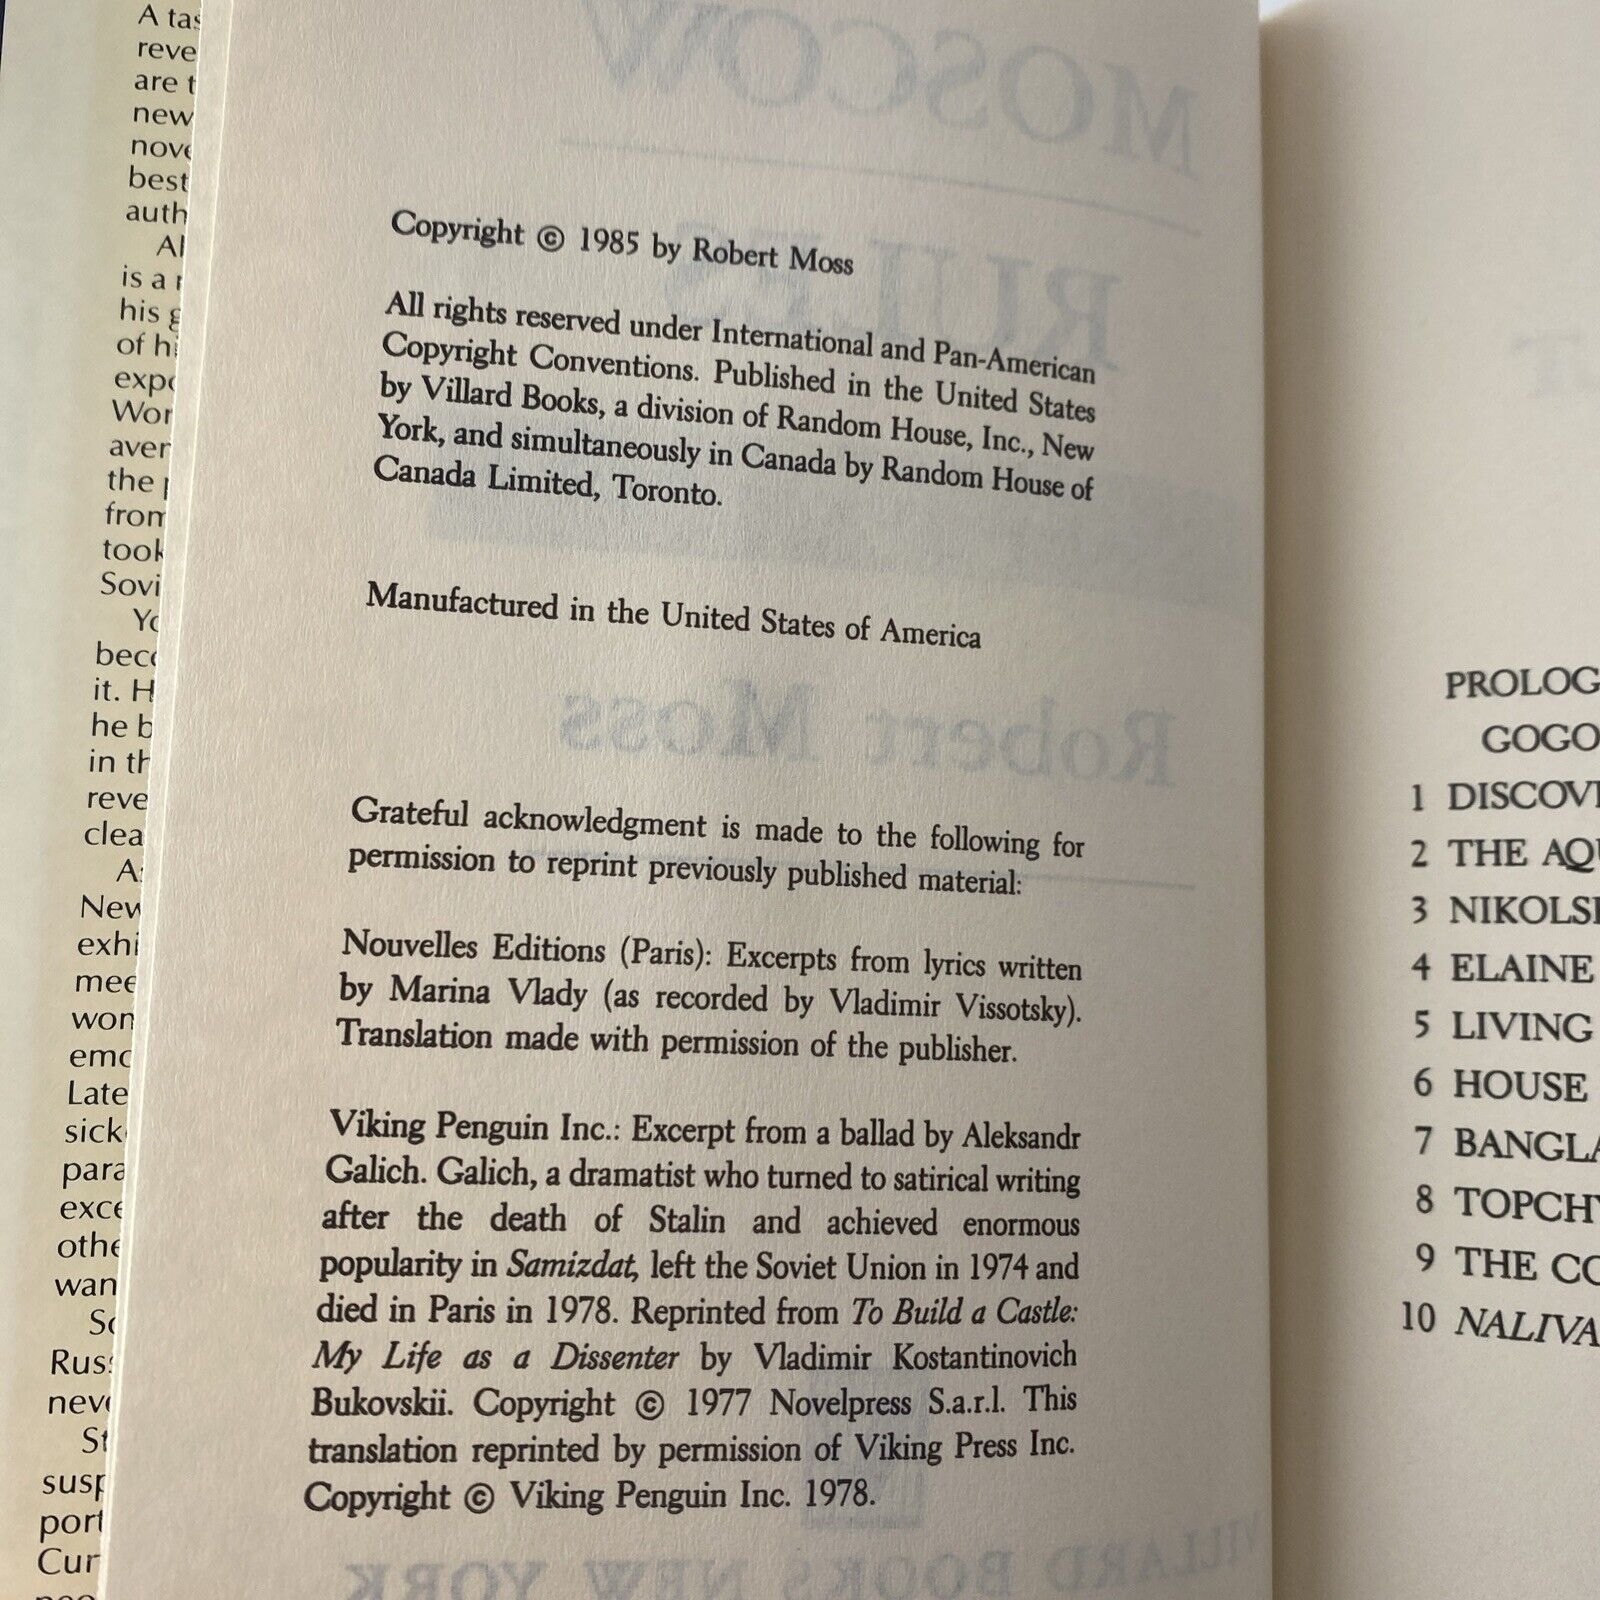 Copyright © 1985 by Robert Moss
All rights reserved under International and Pan-American
Copyright Conventions. Published in the United States
by Villard Books, a division of Random House, Inc., New
York, and simultaneously in Canada by Random House of
Canada Limited, Toronto.
Manufactured in the United States of America
Grateful acknowledgment is made to the following for
permission to reprint previously published material:
Nouvelles Editions (Paris): Excerpts from lyrics written
by Marina Vlady (as recorded by Vladimir Vissotsky).
Translation made with permission of the publisher.
Viking Penguin Inc.: Excerpt from a ballad by Aleksandr
Galich. Galich, a dramatist who turned to satirical writing
after the death of Stalin and achieved enormous
popularity in Samizdat, left the Soviet Union in 1974 and
died in Paris in 1978. Reprinted from To Build a Castle:
My Life as a Dissenter by Vladimir Kostantinovich
Bukovskii. Copyright © 1977 Novelpress S.a.r.l. This
translation reprinted by permission of Viking Press Inc.
Copyright © Viking Penguin Inc. 1978.
MOSCOW
RULES
Robert Moss
VILLARD BOOKS NEW YORK
PROLOG
GOGO
1 DISCOV
2 THE AQ
3 NIKOLS
4 ELAINE
5 LIVING
6 HOUSE
7 BANGLA
8 TOPCH
9 THE CO
10 NALIVA